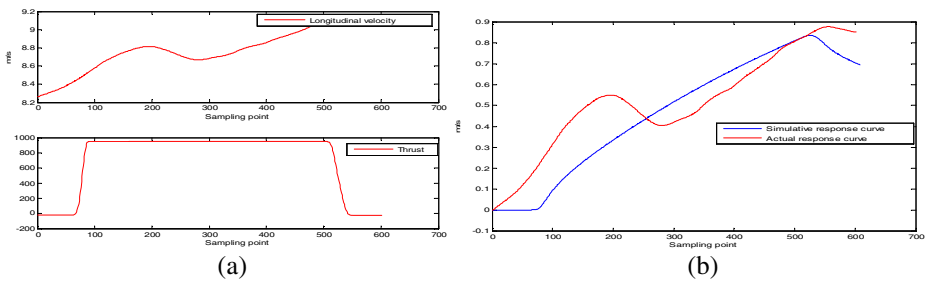 9.2
Longitudinal velocity
9
8.8
m/s
8.6
8.4
8.2
0 100 200 300 400 500 600 700
Sampling point
1000
Thrust
800
600
400
200
0
-200
0 100 200 300 400 500 600 700
Sampling point
(a)
0.9
0.8
0.7
0.6
0.5
m/s
0.4
Simulative response curve
Actual response curve
0.3
0.2
0.1
0
-0.1
0 100 200 300 400 500 600 700
Sampling point
(b)